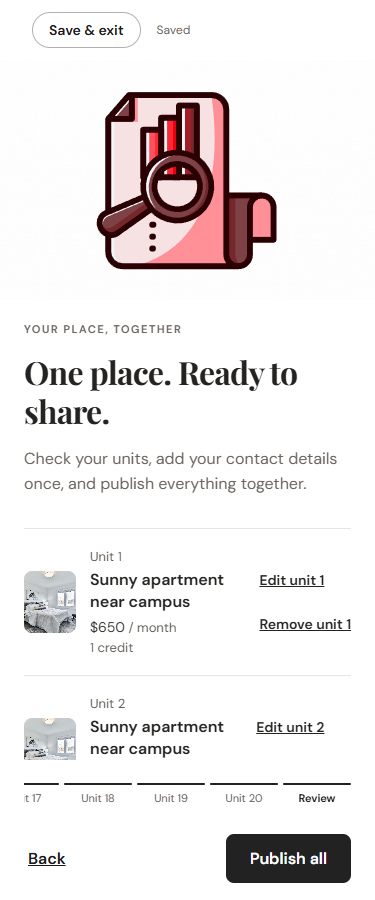 Save & exit
Saved
YOUR PLACE, TOGETHER
One place. Ready to
share.
Check your units, add your contact details
once, and publish everything together.
Unit 1
Sunny apartment
near campus
$650 / month
1 credit
Edit unit 1
Remove unit 1
Unit 2
Sunny apartment
near campus
Edit unit 2
t 17
Unit 18
Unit 19
Unit 20
Review
Back
Publish all